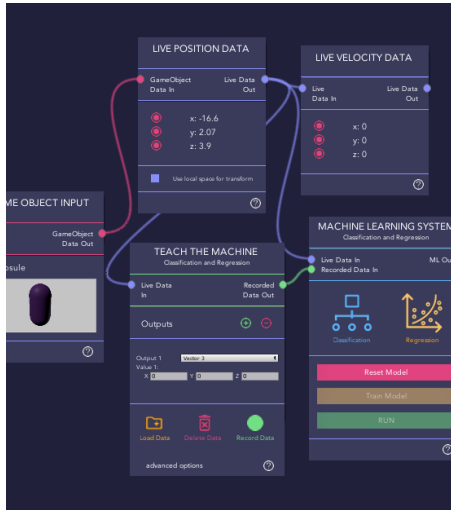 LIVE POSITION DATA
GameObject
Data In
Live Data
Out
x: -16.6
y: 2.07
z: 3.9
Use local space for transform
LIVE VELOCITY DATA
Live
Data In
Live Data
Out
x: 0
y: 0
z: 0
ME OBJECT INPUT
GameObject
Data Out
psule
TEACH THE MACHINE
Classification and Regression
Live Data
In
Recorded
Data Out
Outputs
Output 1
Vector 3
Value 1:
X 0 Y 0 Z 0
Load Data
Delete Data
Record Data
advanced options
MACHINE LEARNING SYSTEM
Classification and Regression
Live Data In
Recorded Data In
ML Ou
Classification
Regression
Reset Model
Train Model
RUN